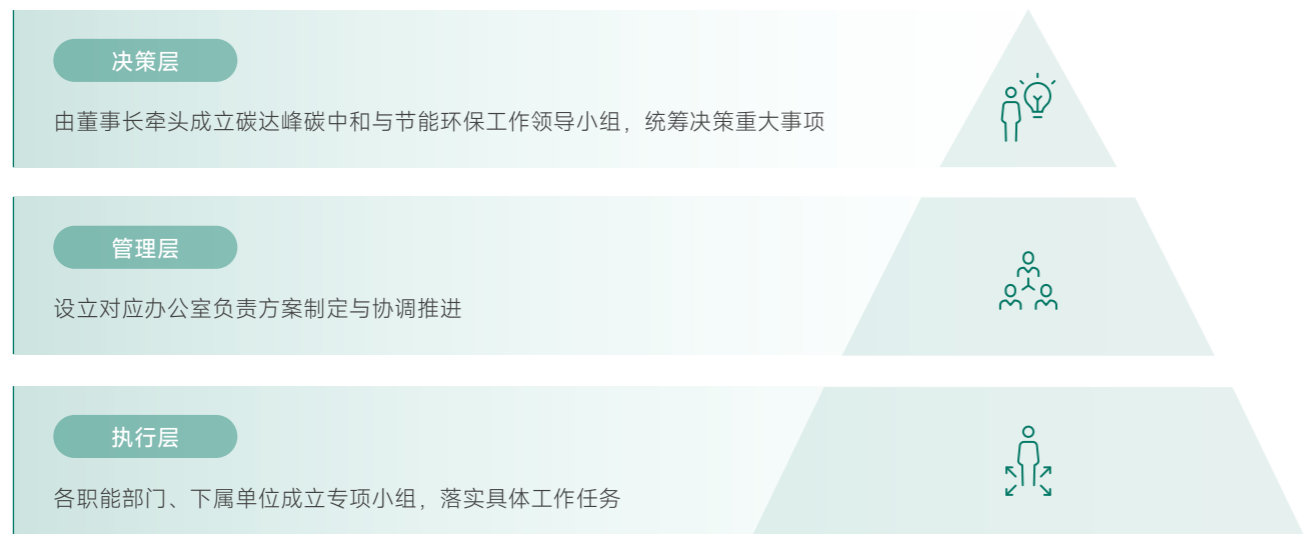 决策层
由董事长牵头成立碳达峰碳中和与节能环保工作领导小组，统筹决策重大事项
管理层
设立对应办公室负责方案制定与协调推进
执行层
各职能部门、下属单位成立专项小组，落实具体工作任务